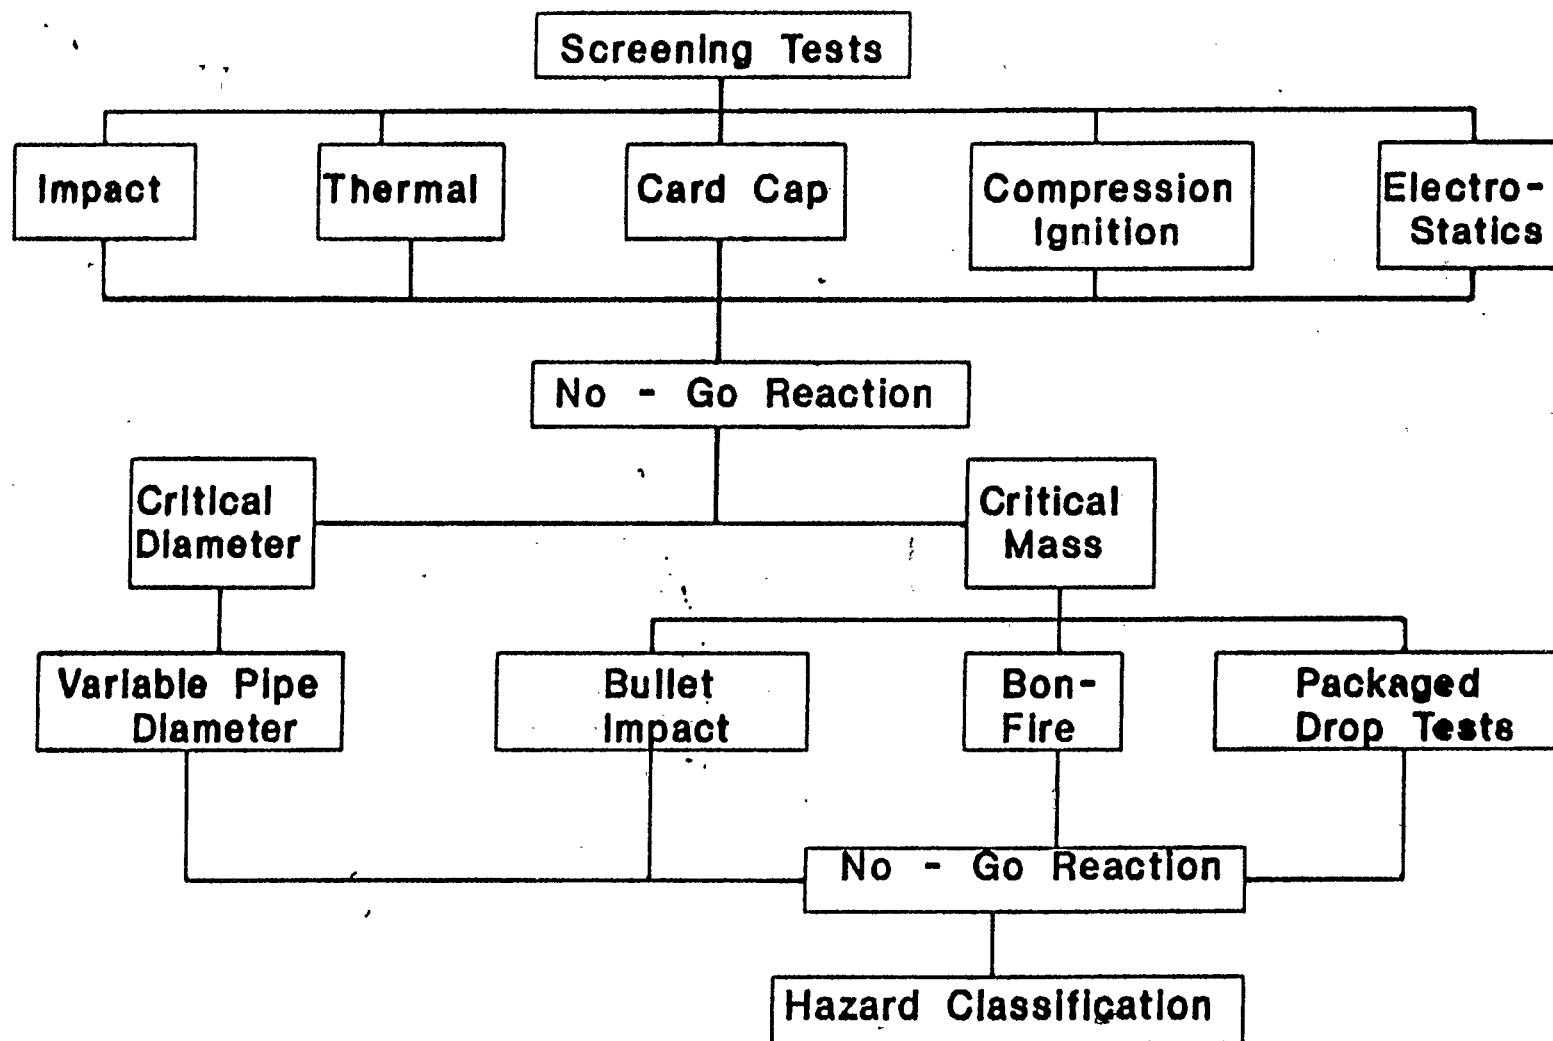 Screening Tests
Impact
Thermal
Card Cap
Compression
Ignition
Electro-
Statics
No - Go Reaction
Critical
Diameter
Critical
Mass
Variable Pipe
Diameter
Bullet
Impact
Bon-
Fire
Packaged
Drop Tests
No - Go Reaction
Hazard Classification